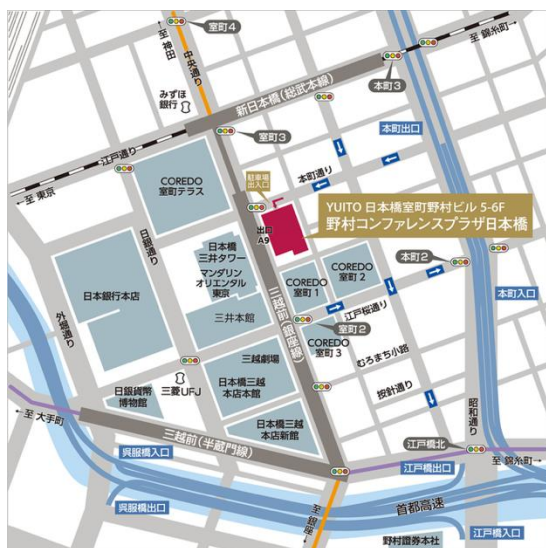 室町4
至 神田
中央通り
みずほ
銀行
至 錦糸町
本町3
新日本橋(総武本線)
室町3
本町出口
江戸通り
至 東京
COREDO
室町テラス
駐車場
出入口
本町通り
YUITO 日本橋室町野村ビル 5-6F
野村コンファレンスプラザ日本橋
出口
A9
日銀通り
日本橋
三井タワー
マンダリン
オリエンタル
東京
COREDO
室町 1
COREDO
室町 2
本町2
日本銀行本店
三井本館
三越前(銀座線)
江戸桜通り
本町入口
外堀通り
室町2
COREDO
室町 3
三越劇場
日本橋三越
本店本館
むろまち小路
按針通り
日銀貨幣
博物館
三菱UFJ
日本橋三越
本店新館
昭和通り
至 大手町
三越前(半蔵門線)
江戸橋北
呉服橋入口
江戸橋出口
至 錦糸町
呉服橋出口
首都高速
至 銀座
野村證券本社
江戸橋入口